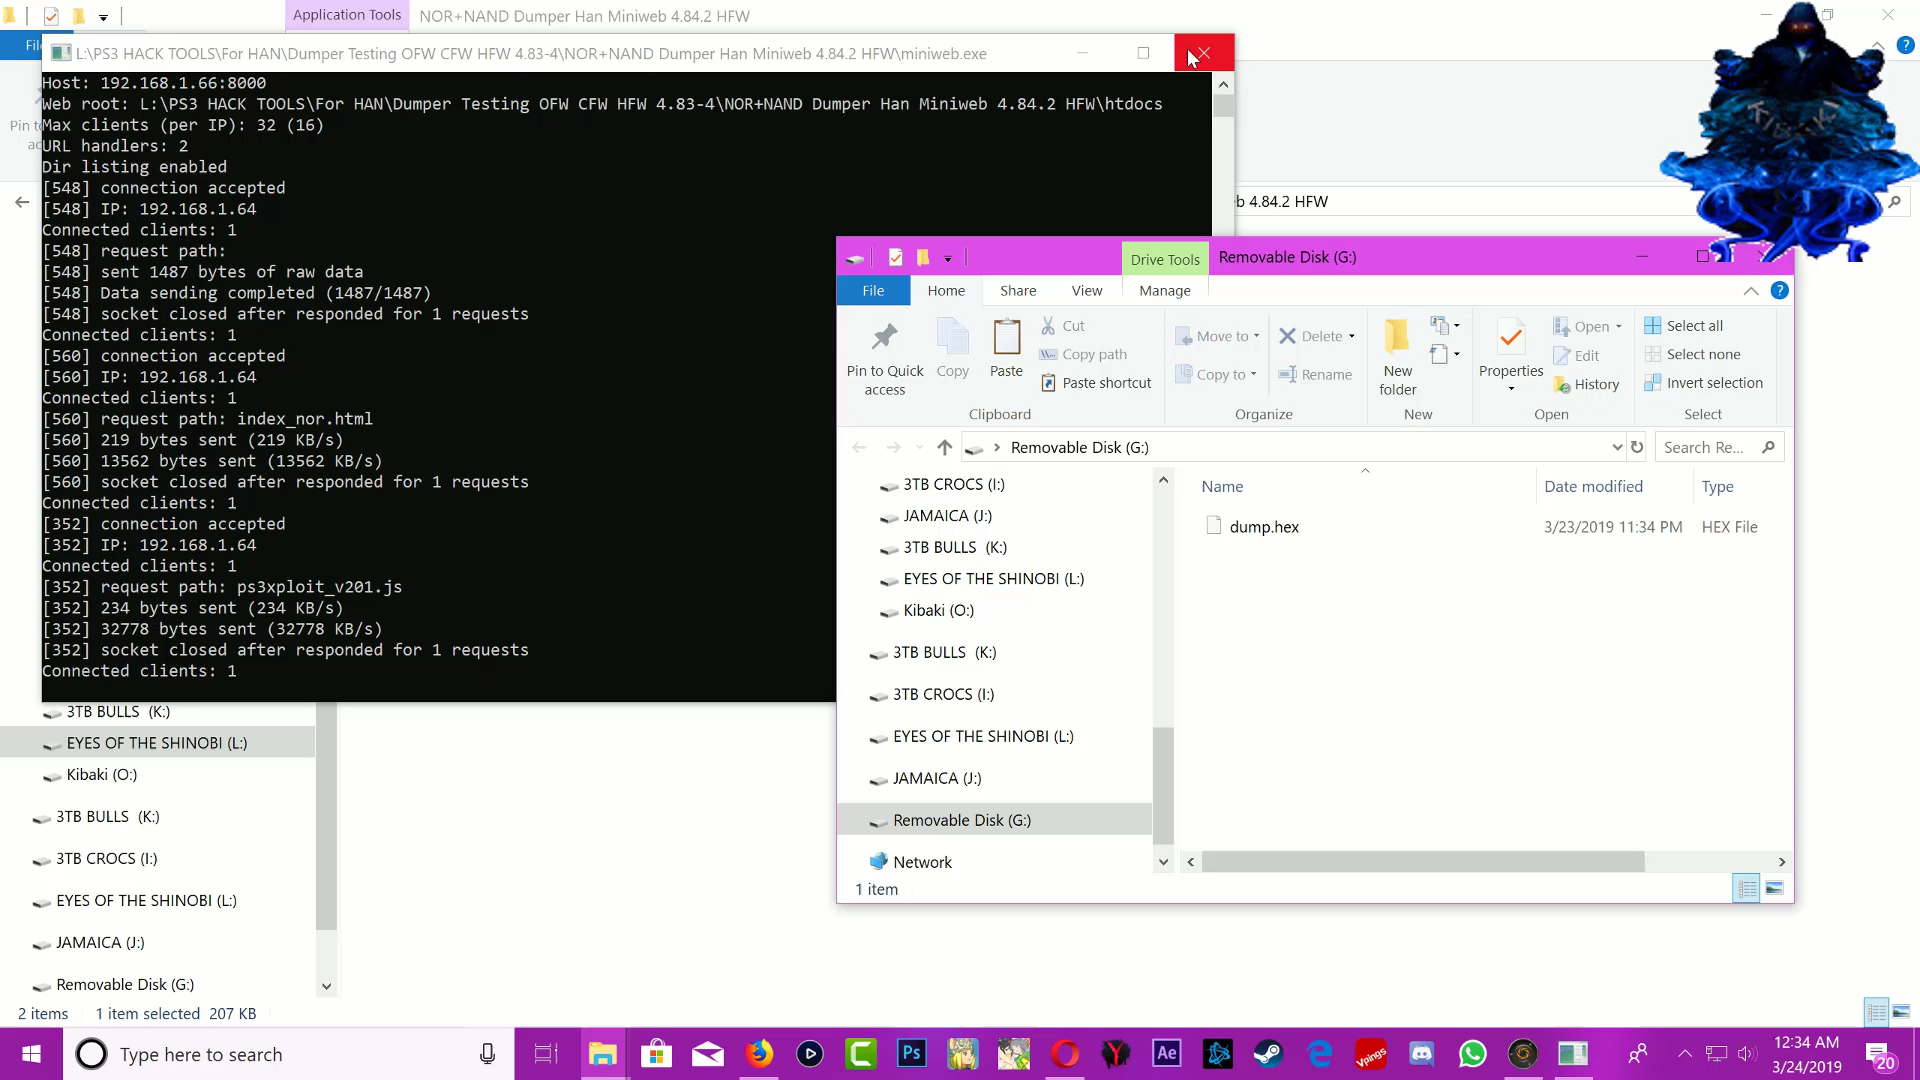 Application Tools
NOR+NAND Dumper Han Miniweb 4.84.2 HFW
L:\PS3 HACK TOOLS\For HAN\Dumper Testing OFW CFW HFW 4.83-4\NOR+NAND Dumper Han Miniweb 4.84.2 HFW\miniweb.exe
Host: 192.168.1.66:8000
Web root: L:\PS3 HACK TOOLS\For HAN\Dumper Testing OFW CFW HFW 4.83-4\NOR+NAND Dumper Han Miniweb 4.84.2 HFW\htdocs
Max clients (per IP): 32 (16)
URL handlers: 2
Dir listing enabled
[548] connection accepted
[548] IP: 192.168.1.64
Connected clients: 1
[548] request path:
[548] sent 1487 bytes of raw data
[548] Data sending completed (1487/1487)
[548] socket closed after responded for 1 requests
Connected clients: 1
[560] connection accepted
[560] IP: 192.168.1.64
Connected clients: 1
[560] request path: index_nor.html
[560] 219 bytes sent (219 KB/s)
[560] 13562 bytes sent (13562 KB/s)
[560] socket closed after responded for 1 requests
Connected clients: 1
[352] connection accepted
[352] IP: 192.168.1.64
Connected clients: 1
[352] request path: ps3xploit_v201.js
[352] 234 bytes sent (234 KB/s)
[352] 32778 bytes sent (32778 KB/s)
[352] socket closed after responded for 1 requests
Connected clients: 1
Fil
Pin to
ac
b 4.84.2 HFW
Drive Tools
Removable Disk (G:)
File
Home
Share
View
Manage
Pin to Quick access
Copy
Paste
Cut
Copy path
Paste shortcut
Clipboard
Move to
Copy to
Delete
Rename
Organize
New folder
New
Properties
Open
Edit
History
Open
Select all
Select none
Invert selection
Select
Removable Disk (G:)
Search Re...
3TB CROCS (I:)
JAMAICA (J:)
3TB BULLS (K:)
EYES OF THE SHINOBI (L:)
Kibaki (O:)
3TB BULLS (K:)
3TB CROCS (I:)
EYES OF THE SHINOBI (L:)
JAMAICA (J:)
Removable Disk (G:)
Network
Name
Date modified
Type
dump.hex
3/23/2019 11:34 PM
HEX File
1 item
3TB BULLS (K:)
EYES OF THE SHINOBI (L:)
Kibaki (O:)
3TB BULLS (K:)
3TB CROCS (I:)
EYES OF THE SHINOBI (L:)
JAMAICA (J:)
Removable Disk (G:)
2 items
1 item selected 207 KB
Type here to search
Ps
Ae
Vpings
12:34 AM
3/24/2019
20